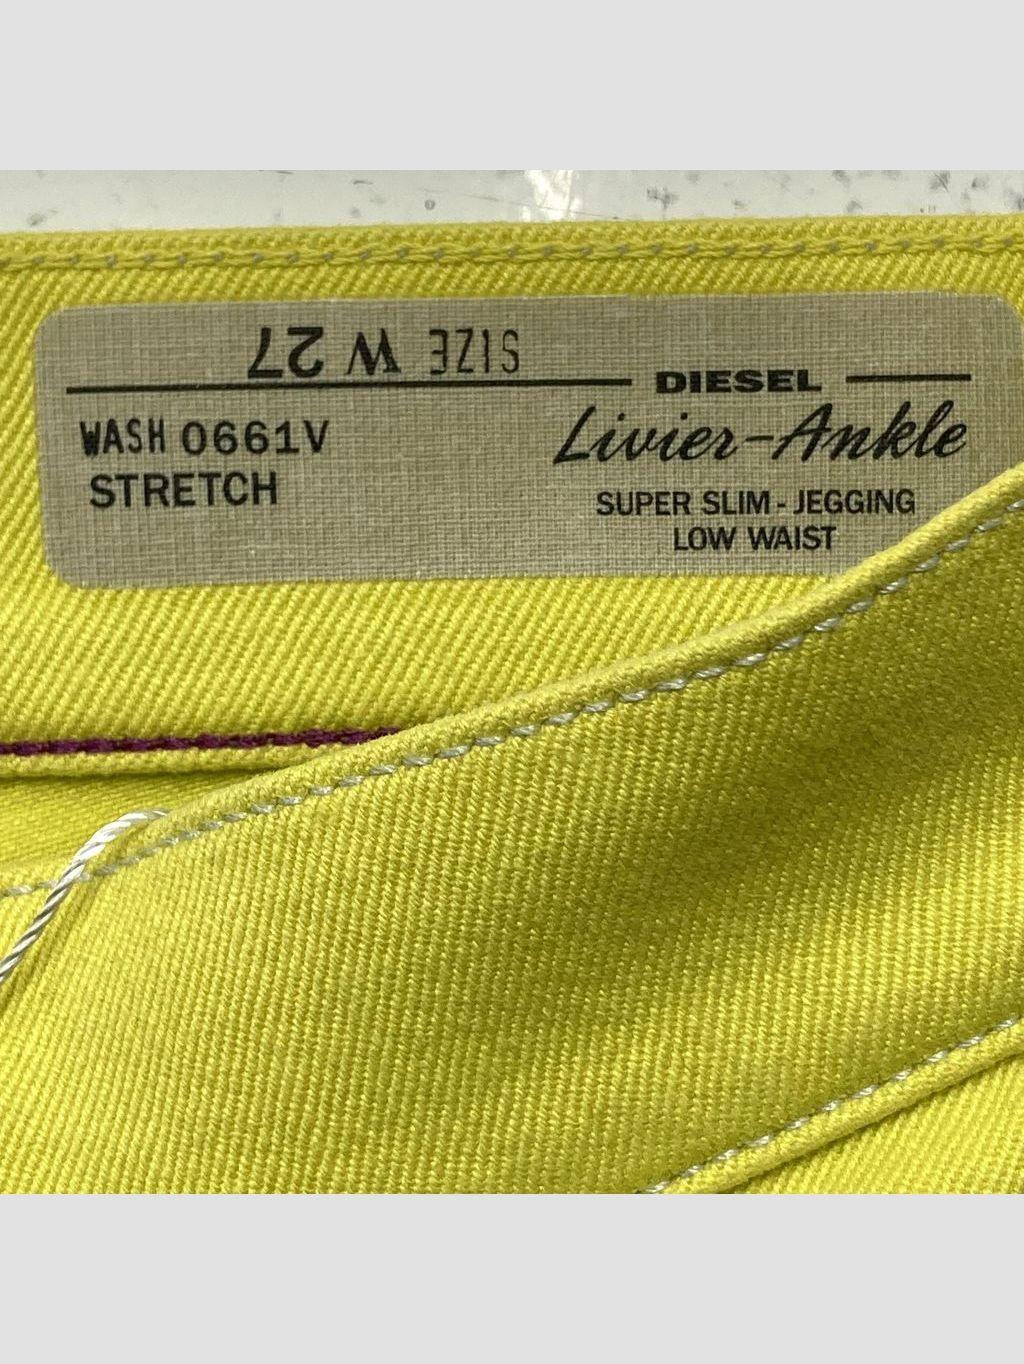 SIZE W 27
DIESEL
WASH 0661V
STRETCH
Livier-Ankle
SUPER SLIM - JEGGING
LOW WAIST